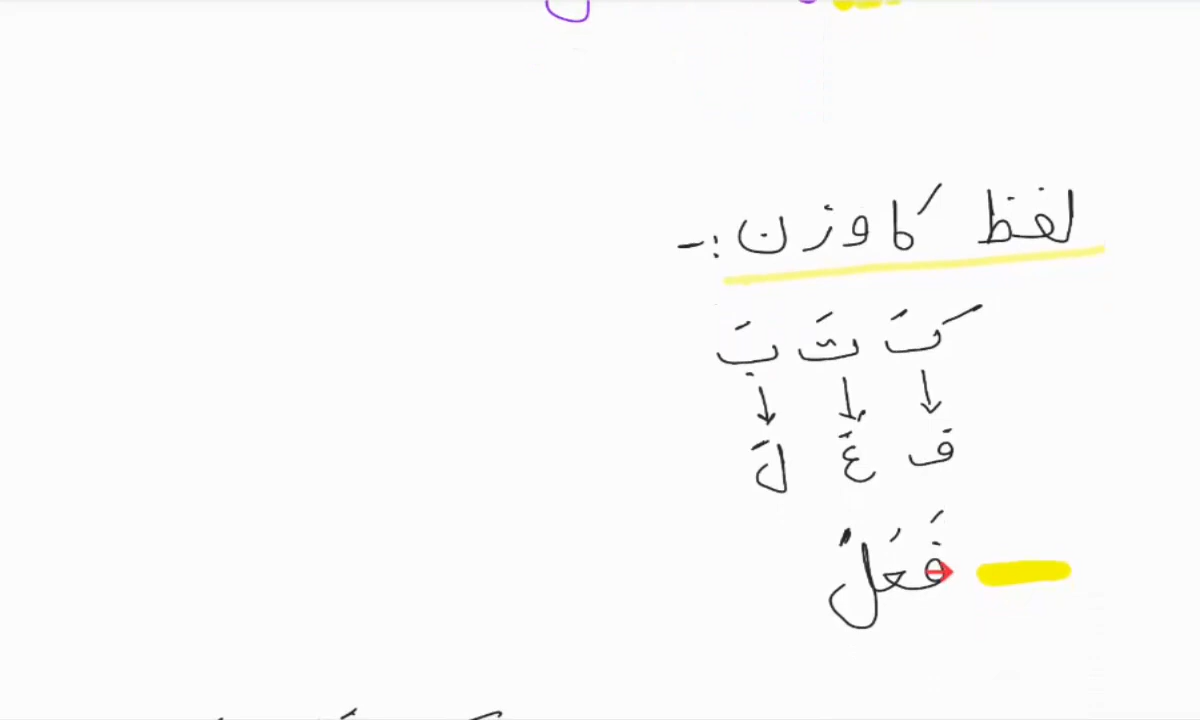 لفظ کا وزن :-
کَ تَ بَ
ف عَ لَ
فَعَلَ